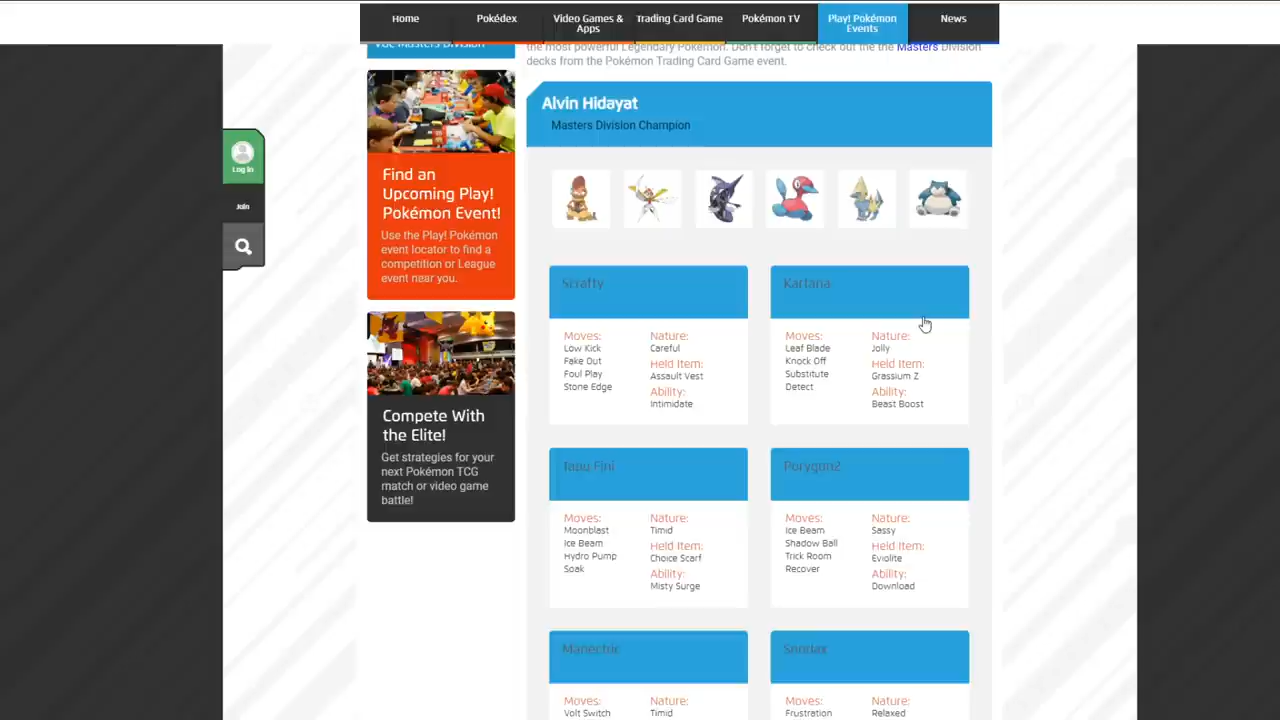 Home
Pokédex
Video Games &
Apps
Trading Card Game
Pokémon TV
Play! Pokémon
Events
News
VGC Masters Division
the most powerful Legendary Pokémon. Don't forget to check out the the Masters Division
decks from the Pokémon Trading Card Game event.
Log in
Join
Find an
Upcoming Play!
Pokémon Event!
Use the Play! Pokémon
event locator to find a
competition or League
event near you.
Compete With
the Elite!
Get strategies for your
next Pokémon TCG
match or video game
battle!
Alvin Hidayat
Masters Division Champion
Scrafty
Moves:
Low Kick
Fake Out
Foul Play
Stone Edge
Nature:
Careful
Held Item:
Assault Vest
Ability:
Intimidate
Kartana
Moves:
Leaf Blade
Knock Off
Substitute
Detect
Nature:
Jolly
Held Item:
Grassium Z
Ability:
Beast Boost
Tapu Fini
Moves:
Moonblast
Ice Beam
Hydro Pump
Soak
Nature:
Timid
Held Item:
Choice Scarf
Ability:
Misty Surge
Porygon2
Moves:
Ice Beam
Shadow Ball
Trick Room
Recover
Nature:
Sassy
Held Item:
Eviolite
Ability:
Download
Manectric
Moves:
Volt Switch
Nature:
Timid
Snorlax
Moves:
Frustration
Nature:
Relaxed